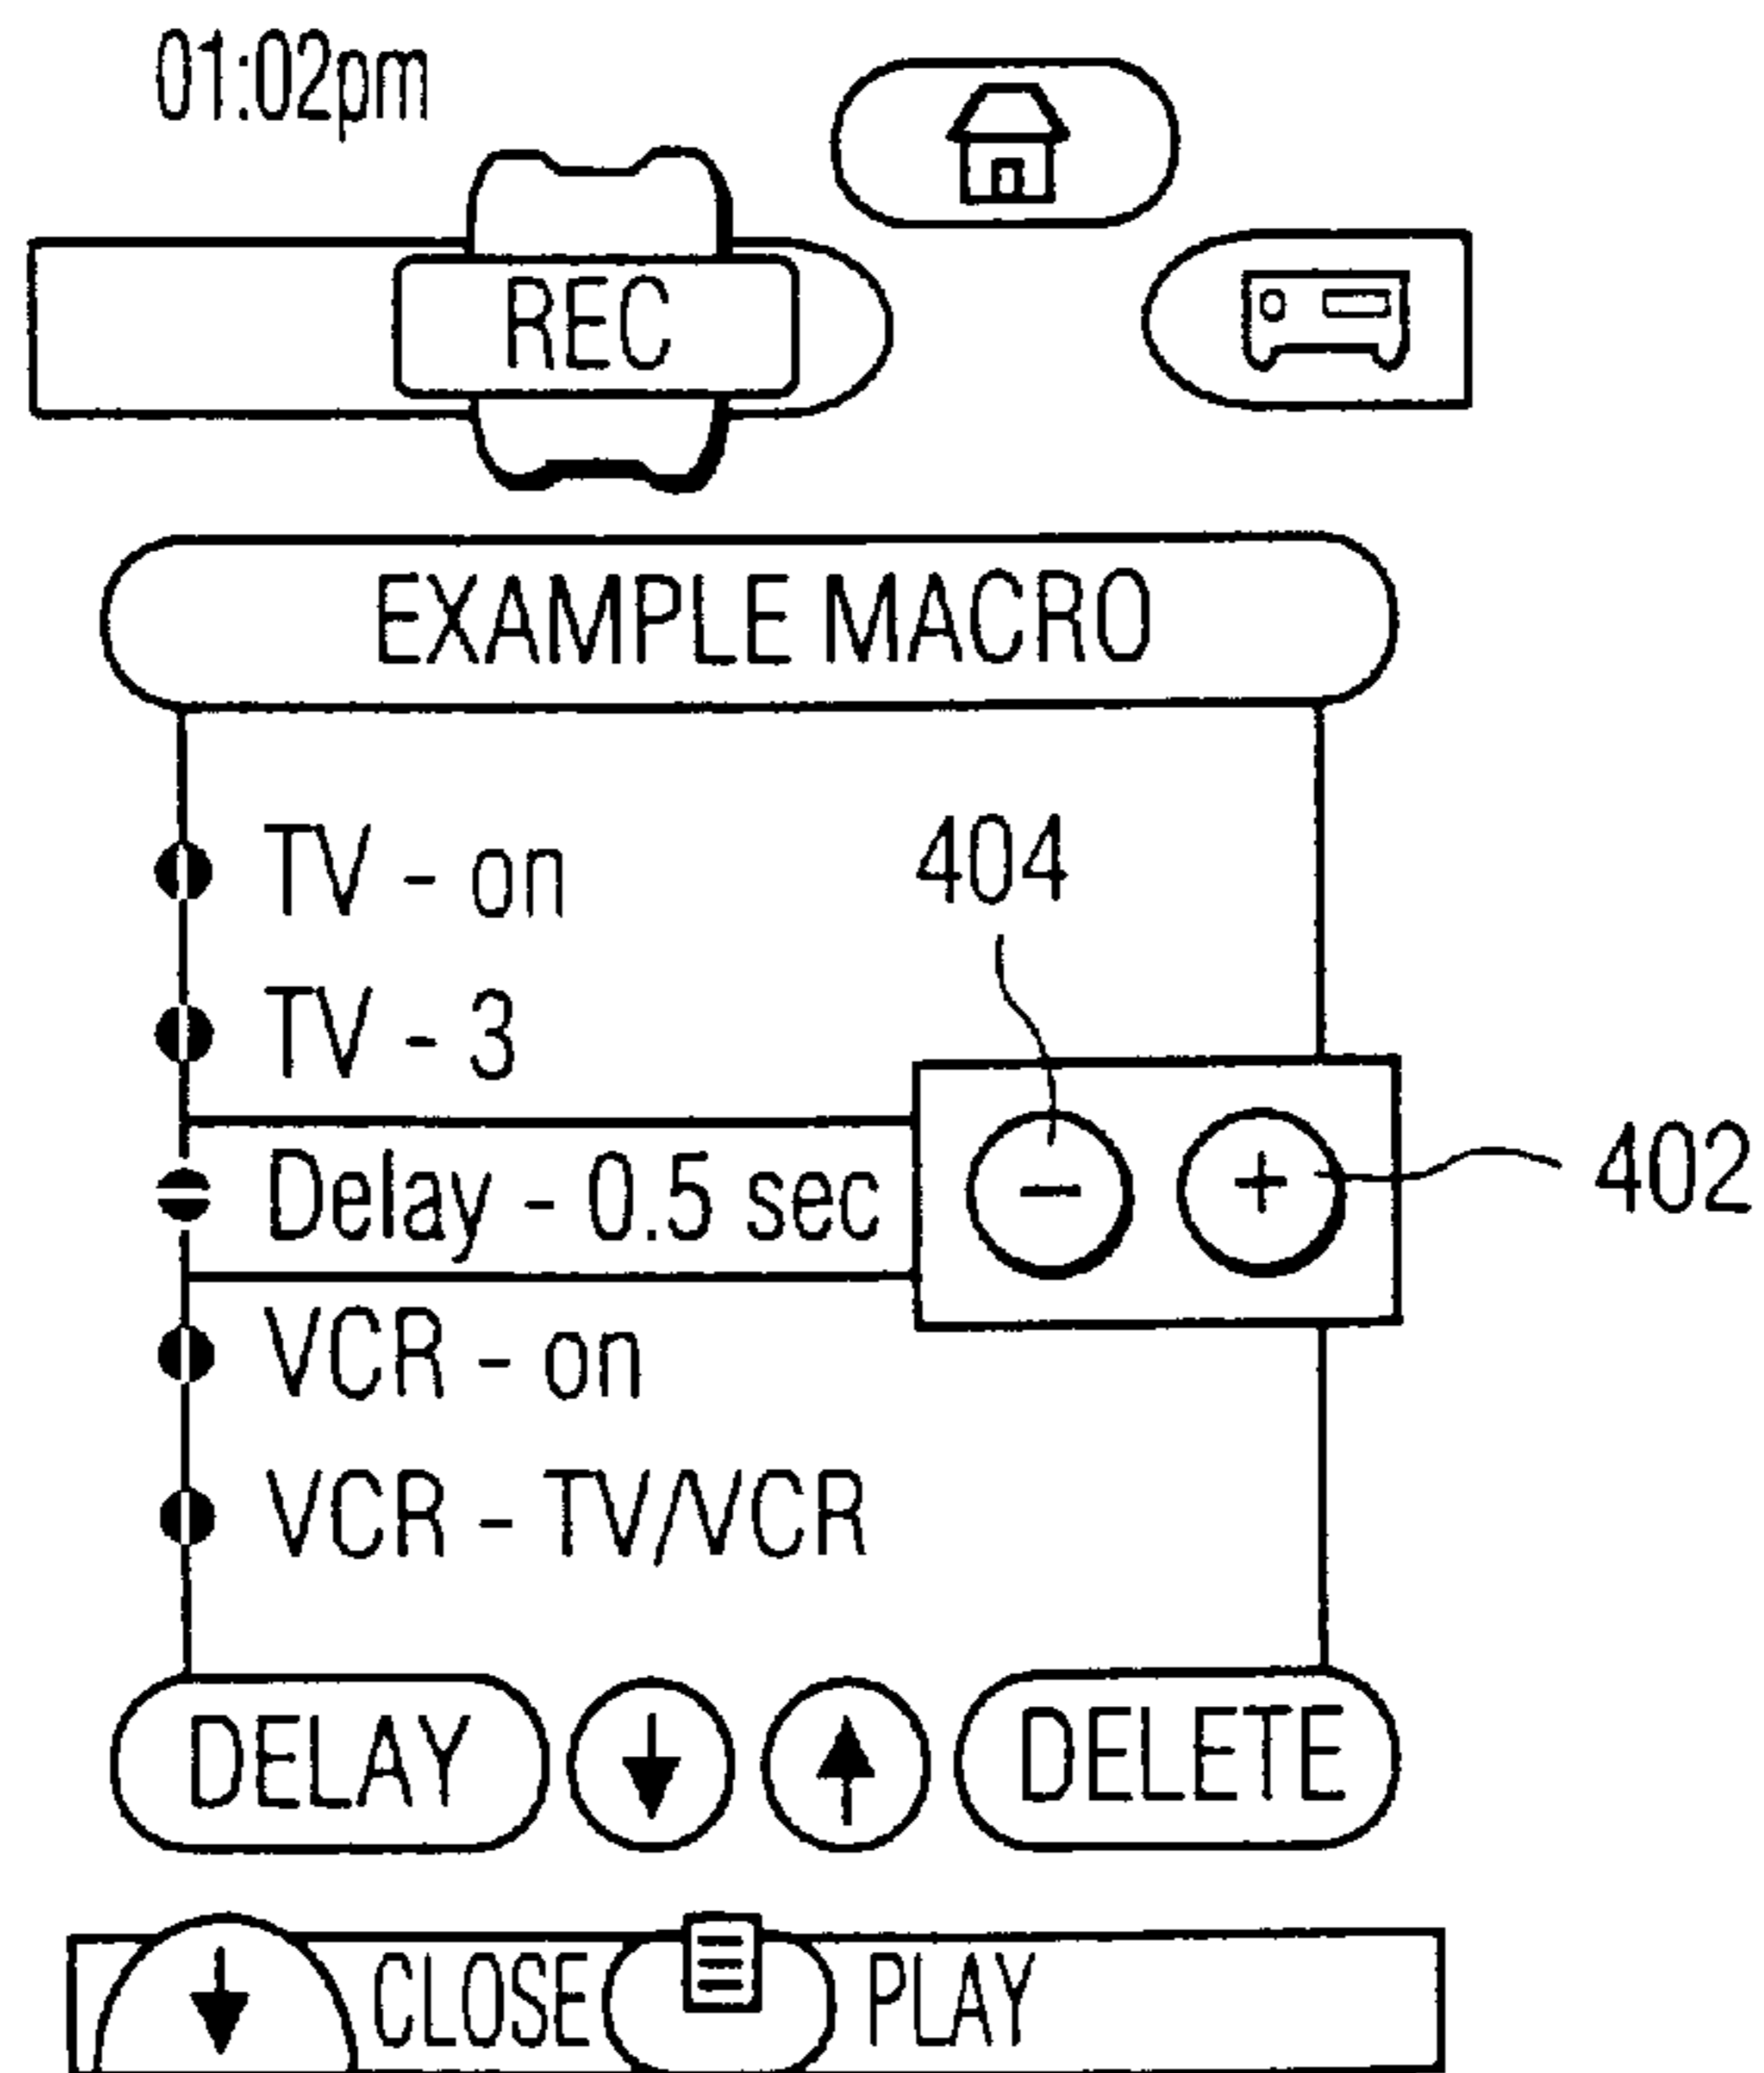 01:02pm
REC
EXAMPLE MACRO
TV - on
404
TV - 3
Delay - 0.5 sec
- +
402
VCR - on
VCR - TV/VCR
DELAY
DELETE
CLOSE
PLAY